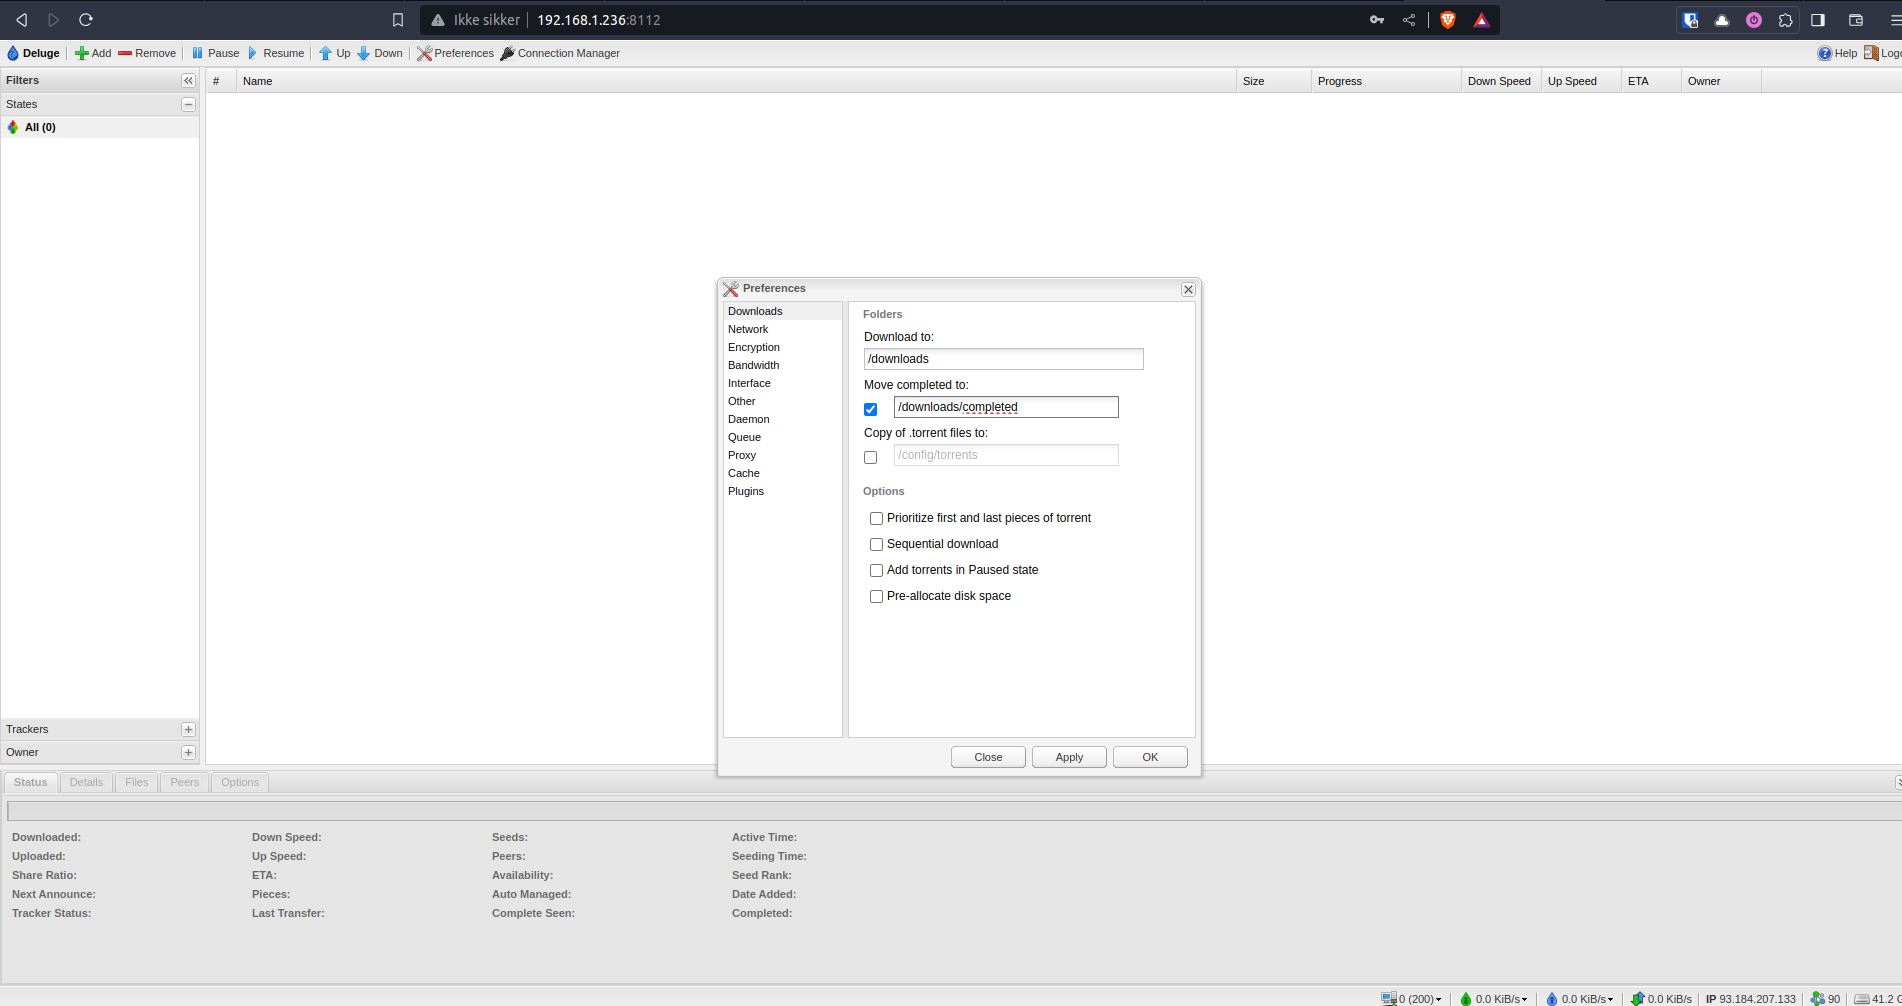 Ikke sikker 192.168.1.236:8112
Deluge Add Remove Pause Resume Up Down Preferences Connection Manager Help
Filters # Name Size Progress Down Speed Up Speed ETA Owner
States
All (0)
Preferences
Downloads
Network
Encryption
Bandwidth
Interface
Other
Daemon
Queue
Proxy
Cache
Plugins
Folders
Download to:
/downloads
Move completed to:
/downloads/completed
Copy of .torrent files to:
/config/torrents
Options
Prioritize first and last pieces of torrent
Sequential download
Add torrents in Paused state
Pre-allocate disk space
Close Apply OK
Trackers
Owner
Status Details Files Peers Options
Downloaded: Down Speed: Seeds: Active Time:
Uploaded: Up Speed: Peers: Seeding Time:
Share Ratio: ETA: Availability: Seed Rank:
Next Announce: Pieces: Auto Managed: Date Added:
Tracker Status: Last Transfer: Complete Seen: Completed:
0 (200) 0.0 KiB/s 0.0 KiB/s 0.0 KiB/s IP 93.184.207.133 90 41.2